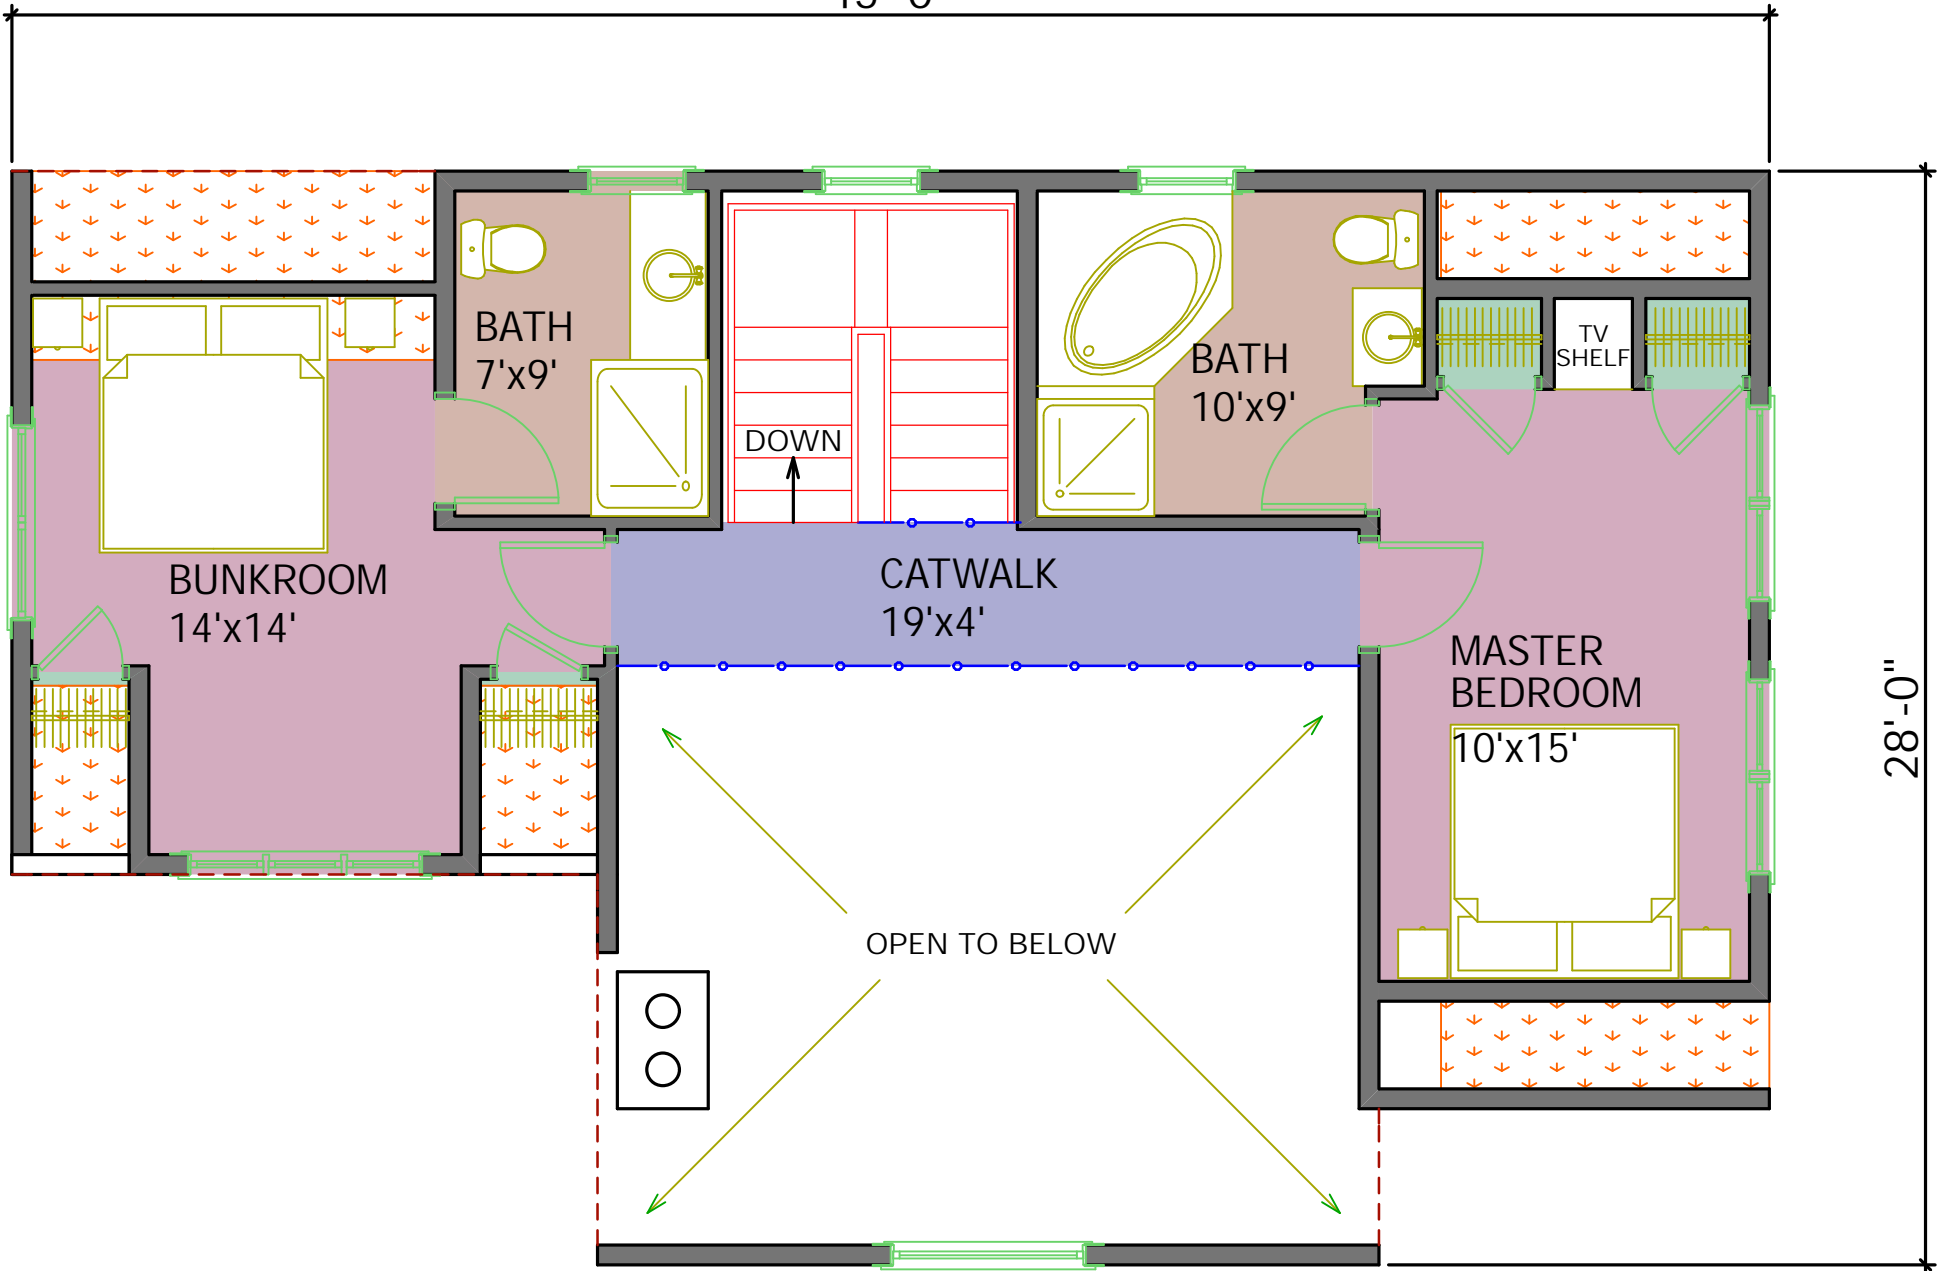 BATH
7'x9'
BATH
10'x9'
TV
SHELF
DOWN
BUNKROOM
14'x14'
CATWALK
19'x4'
MASTER
BEDROOM
10'x15'
28'-0"
OPEN TO BELOW